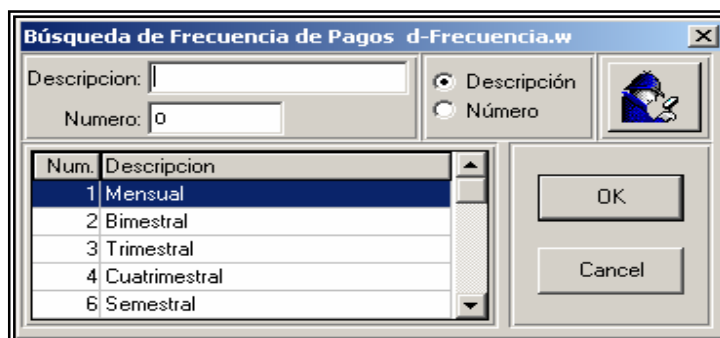 Búsqueda de Frecuencia de Pagos d-Frecuencia.w
Descripcion:
Numero: 0
Descripción
Número
Num. Descripcion
1 Mensual
2 Bimestral
3 Trimestral
4 Cuatrimestral
6 Semestral
OK
Cancel